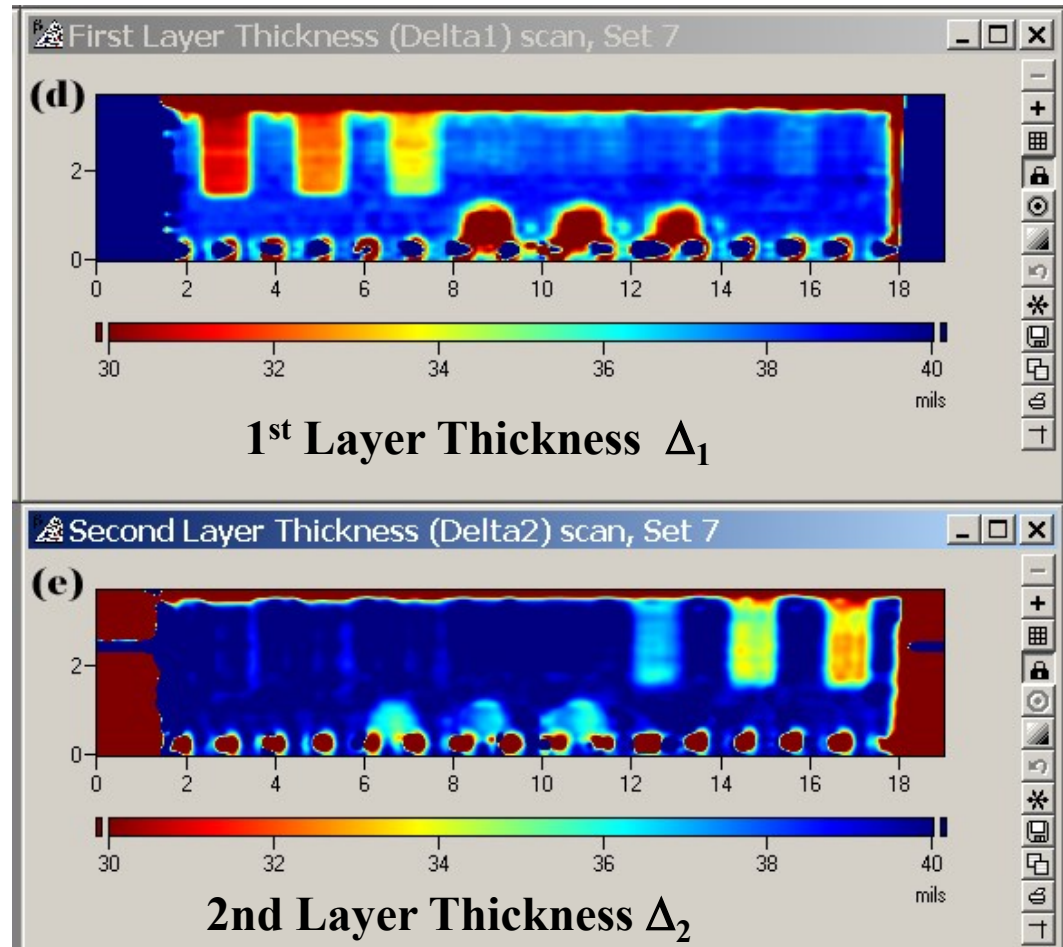 First Layer Thickness (Delta1) scan, Set 7
(d)
2
0
0 2 4 6 8 10 12 14 16 18
30 32 34 36 38 40
mils
1st Layer Thickness Δ1
Second Layer Thickness (Delta2) scan, Set 7
(e)
2
0
0 2 4 6 8 10 12 14 16 18
30 32 34 36 38 40
mils
2nd Layer Thickness Δ2